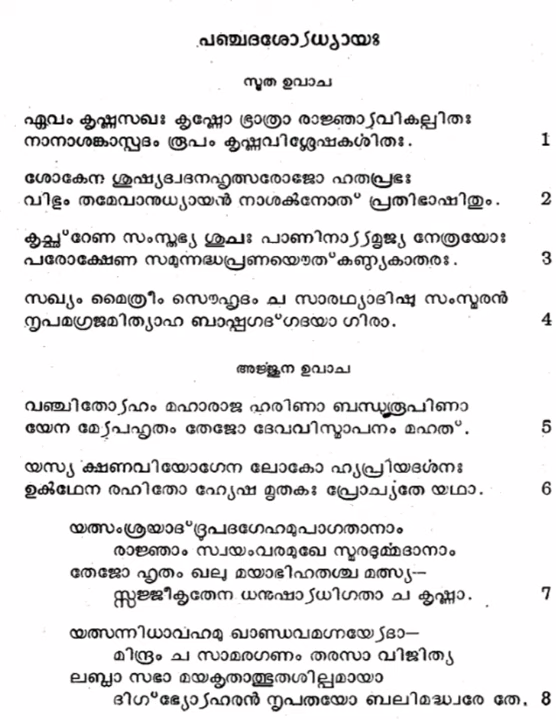 പഞ്ചദശോഽധ്യായഃ
സൂത ഉവാച
ഏവം കൃഷ്ണസഖഃ കൃഷ്ണോ ഭ്രാത്രാ രാജ്ഞാഽവികല്പിതഃ
നാനാശങ്കാസ്പദം രൂപം കൃഷ്ണവിശ്ലേഷകർശിതഃ. 1
ശോകേന ശുഷ്യദ്വദനഹൃത്സരോജോ ഹതപ്രഭഃ
വിഭും തമേവാനുധ്യായൻ നാശക്നോത് പ്രതിഭാഷിതും. 2
കൃച്ഛ്റേണ സംസ്തഭ്യ ശുചഃ പാണിനാഽഽമൃജ്യ നേത്രയോഃ
പരോക്ഷേണ സമുന്നദ്ധപ്രണയൌത്കണ്ഠ്യകാതരഃ. 3
സഖ്യം മൈത്രീം സൌഹൃദം ച സാരഥ്യാദിഷു സംസ്മരൻ
നൃപമഗ്രജമിത്യാഹ ബാഷ്പഗദ്ഗദയാ ഗിരാ. 4
അർജ്ജുന ഉവാച
വഞ്ചിതോഽഹം മഹാരാജ ഹരിണാ ബന്ധുരൂപിണാ
യേന മേഽപഹൃതം തേജോ ദേവവിസ്മാപനം മഹത്. 5
യസ്യ ക്ഷണവിയോഗേന ലോകോ ഹ്യപ്രിയദർശനഃ
ഉക്ഥേന രഹിതോ ഹ്യേഷ മൃതകഃ പ്രോച്യതേ യഥാ. 6
യത്സംശ്രയാദ്ദ്രുപദഗേഹമുപാഗതാനാം
രാജ്ഞാം സ്വയംവരമുഖേ സ്മരദുർമ്മദാനാം
തേജോ ഹൃതം ഖലു മയാഭിഹതശ്ച മത്സ്യ—
സ്സജ്ജീകൃതേന ധനുഷാഽധിഗതാ ച കൃഷ്ണാ. 7
യത്സന്നിധാവഹമു ഖാണ്ഡവമഗ്നയേഽദാ—
മിന്ദ്രം ച സാമരഗണം തരസാ വിജിത്യ
ലബ്ധാ സഭാ മയകൃതാത്ഭുതശില്പമായാ
ദിഗ്ഭ്യോഽഹരൻ നൃപതയോ ബലിമദ്ധ്വരേ തേ. 8